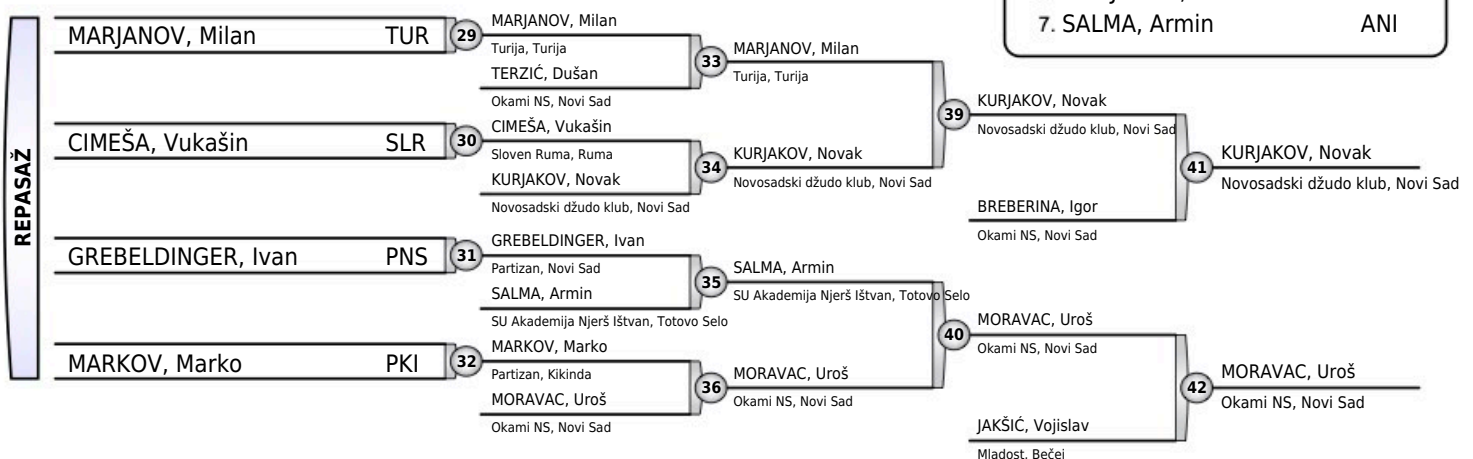 7. SALMA, Armin ANI
REPASAŽ
MARJANOV, Milan TUR
29
MARJANOV, Milan
Turija, Turija
TERZIĆ, Dušan
Okami NS, Novi Sad
33
MARJANOV, Milan
Turija, Turija
CIMEŠA, Vukašin SLR
30
CIMEŠA, Vukašin
Sloven Ruma, Ruma
KURJAKOV, Novak
Novosadski džudo klub, Novi Sad
34
KURJAKOV, Novak
Novosadski džudo klub, Novi Sad
39
KURJAKOV, Novak
Novosadski džudo klub, Novi Sad
BREBERINA, Igor
Okami NS, Novi Sad
41
KURJAKOV, Novak
Novosadski džudo klub, Novi Sad
GREBELDINGER, Ivan PNS
31
GREBELDINGER, Ivan
Partizan, Novi Sad
SALMA, Armin
SU Akademija Njerš Ištvan, Totovo Selo
35
SALMA, Armin
SU Akademija Njerš Ištvan, Totovo Selo
MARKOV, Marko PKI
32
MARKOV, Marko
Partizan, Kikinda
MORAVAC, Uroš
Okami NS, Novi Sad
36
MORAVAC, Uroš
Okami NS, Novi Sad
40
MORAVAC, Uroš
Okami NS, Novi Sad
JAKŠIĆ, Vojislav
Mladost, Bečej
42
MORAVAC, Uroš
Okami NS, Novi Sad